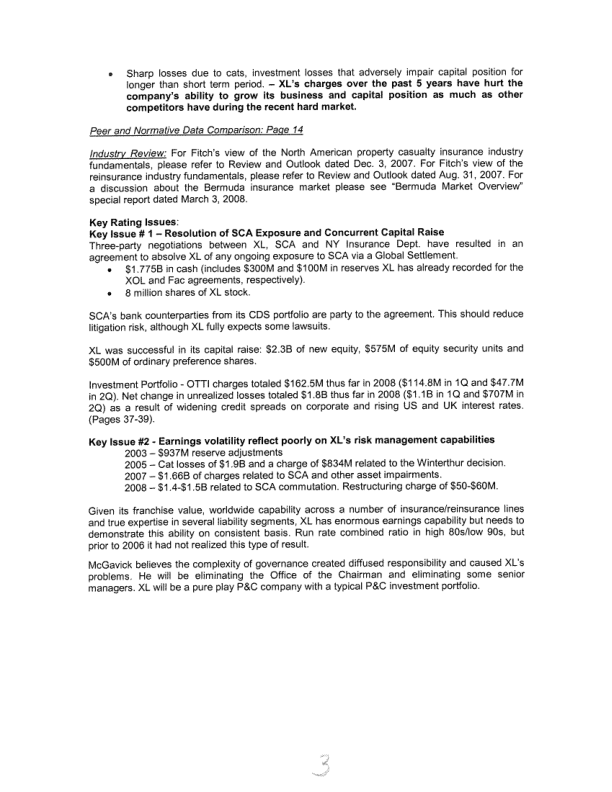 • Sharp losses due to cats, investment losses that adversely impair capital position for
longer than short term period. – XL's charges over the past 5 years have hurt the
company's ability to grow its business and capital position as much as other
competitors have during the recent hard market.
Peer and Normative Data Comparison: Page 14
Industry Review: For Fitch's view of the North American property casualty insurance industry
fundamentals, please refer to Review and Outlook dated Dec. 3, 2007. For Fitch's view of the
reinsurance industry fundamentals, please refer to Review and Outlook dated Aug. 31, 2007. For
a discussion about the Bermuda insurance market please see "Bermuda Market Overview"
special report dated March 3, 2008.
Key Rating Issues:
Key Issue # 1 – Resolution of SCA Exposure and Concurrent Capital Raise
Three-party negotiations between XL, SCA and NY Insurance Dept. have resulted in an
agreement to absolve XL of any ongoing exposure to SCA via a Global Settlement.
• $1.775B in cash (includes $300M and $100M in reserves XL has already recorded for the
XOL and Fac agreements, respectively).
• 8 million shares of XL stock.
SCA's bank counterparties from its CDS portfolio are party to the agreement. This should reduce
litigation risk, although XL fully expects some lawsuits.
XL was successful in its capital raise: $2.3B of new equity, $575M of equity security units and
$500M of ordinary preference shares.
Investment Portfolio - OTTI charges totaled $162.5M thus far in 2008 ($114.8M in 1Q and $47.7M
in 2Q). Net change in unrealized losses totaled $1.8B thus far in 2008 ($1.1B in 1Q and $707M in
2Q) as a result of widening credit spreads on corporate and rising US and UK interest rates.
(Pages 37-39).
Key Issue #2 - Earnings volatility reflect poorly on XL's risk management capabilities
2003 – $937M reserve adjustments
2005 – Cat losses of $1.9B and a charge of $834M related to the Winterthur decision.
2007 – $1.66B of charges related to SCA and other asset impairments.
2008 – $1.4-$1.5B related to SCA commutation. Restructuring charge of $50-$60M.
Given its franchise value, worldwide capability across a number of insurance/reinsurance lines
and true expertise in several liability segments, XL has enormous earnings capability but needs to
demonstrate this ability on consistent basis. Run rate combined ratio in high 80s/low 90s, but
prior to 2006 it had not realized this type of result.
McGavick believes the complexity of governance created diffused responsibility and caused XL's
problems. He will be eliminating the Office of the Chairman and eliminating some senior
managers. XL will be a pure play P&C company with a typical P&C investment portfolio.
3